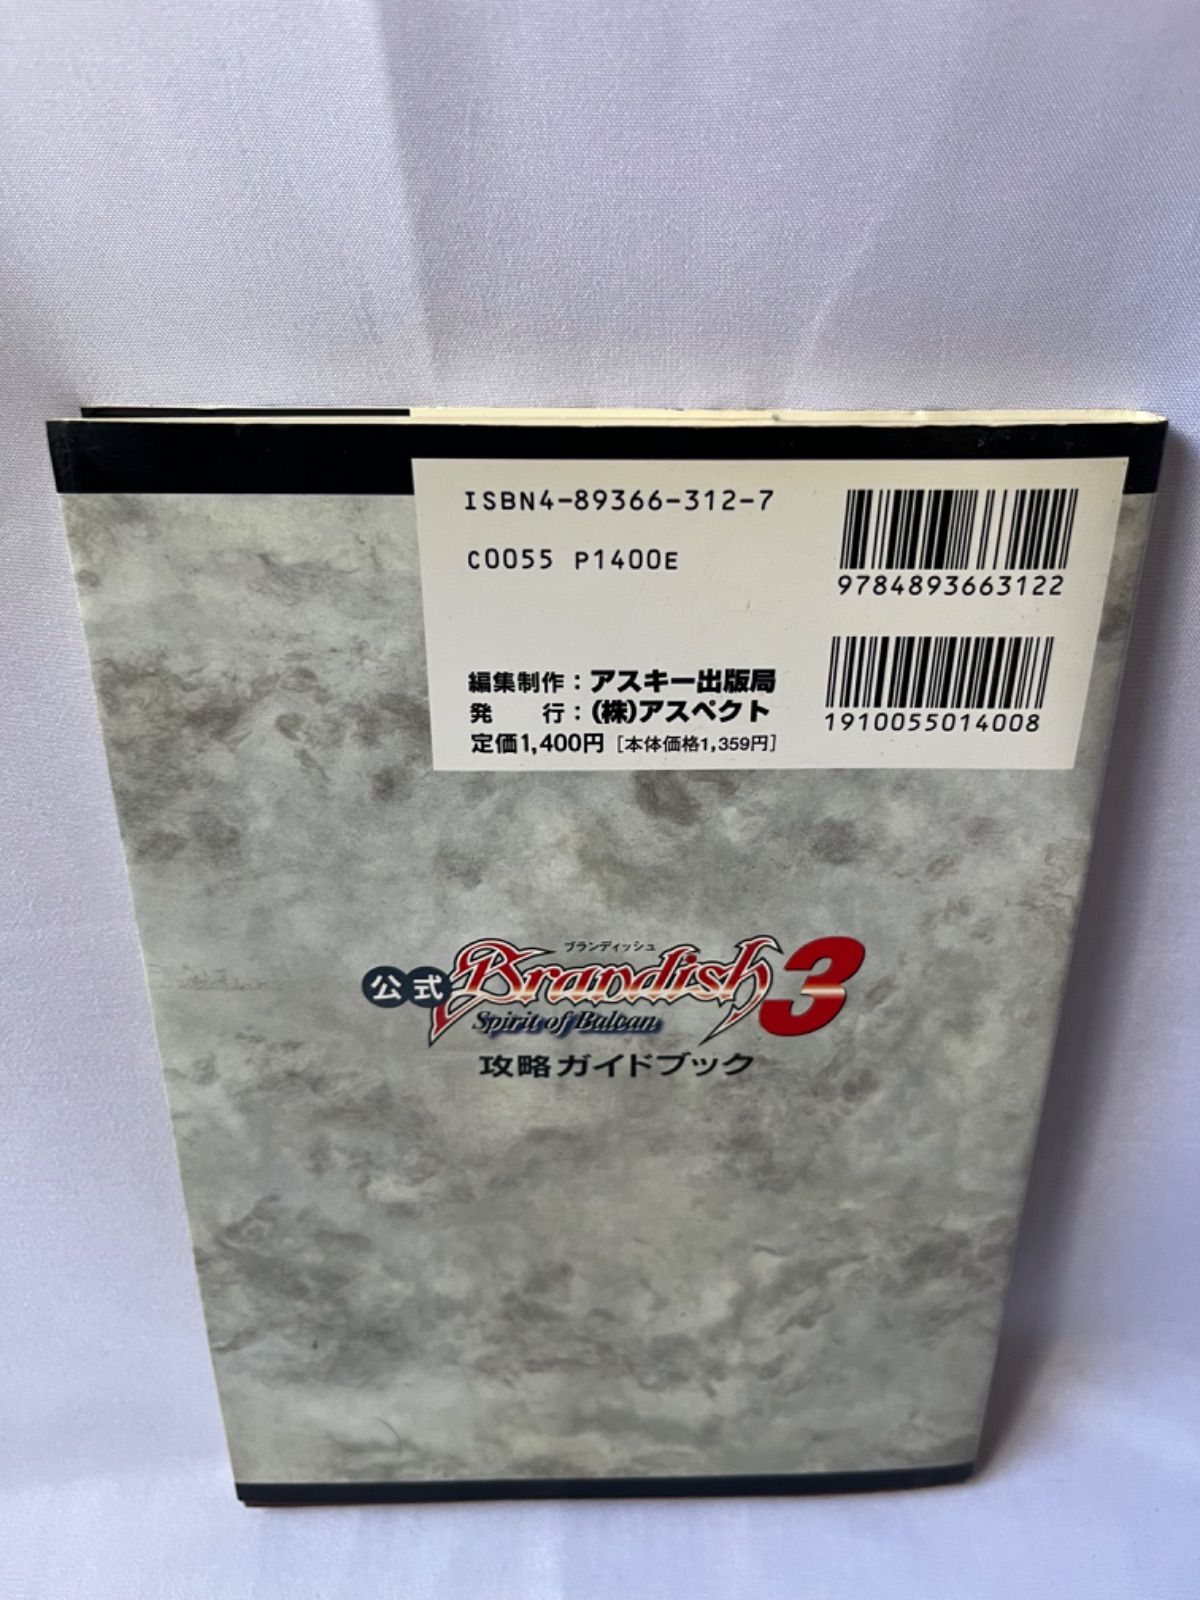 ISBN4-89366-312-7
C0055 P1400E
9784893663122
1910055014008
編集制作：アスキー出版局
発　行：(株)アスペクト
定価1,400円［本体価格1,359円］
ブランディッシュ
公式 Brandish 3
Spirit of Balcan
攻略ガイドブック